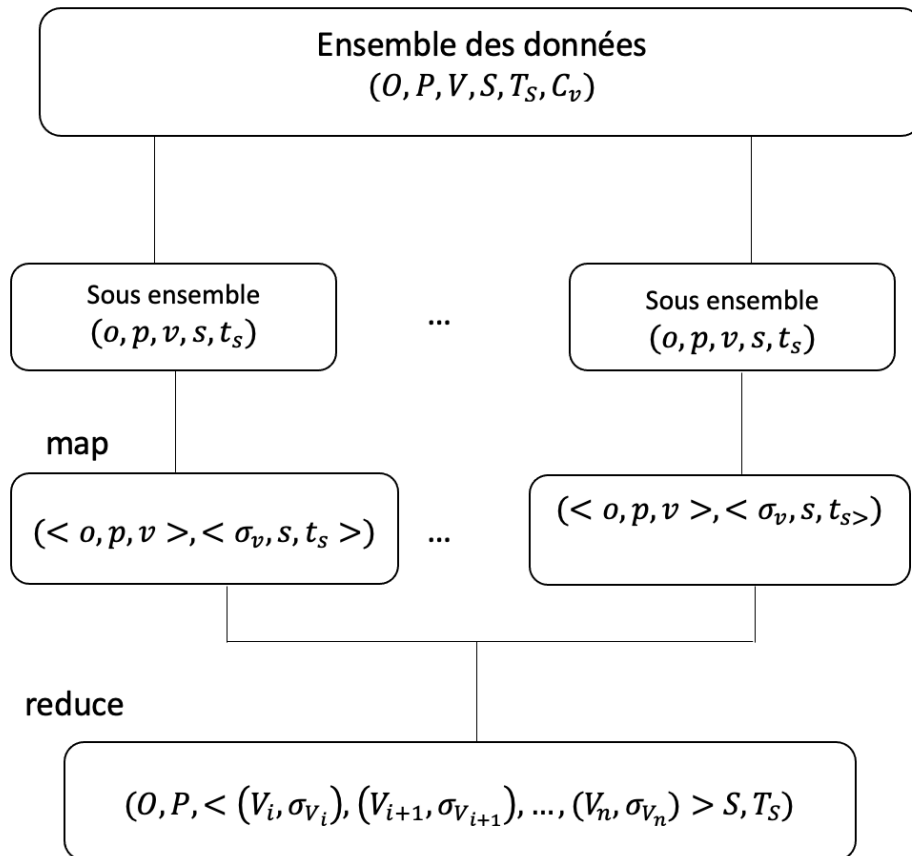 Ensemble des données
(O, P, V, S, T_S, C_v)
Sous ensemble
(o, p, v, s, t_s)
...
Sous ensemble
(o, p, v, s, t_s)
map
(< o, p, v >, < σ_v, s, t_s >)
...
(< o, p, v >, < σ_v, s, t_{s>})
reduce
(O, P, < (V_i, σ_{V_i}), (V_{i+1}, σ_{V_{i+1}}), ..., (V_n, σ_{V_n}) > S, T_S)